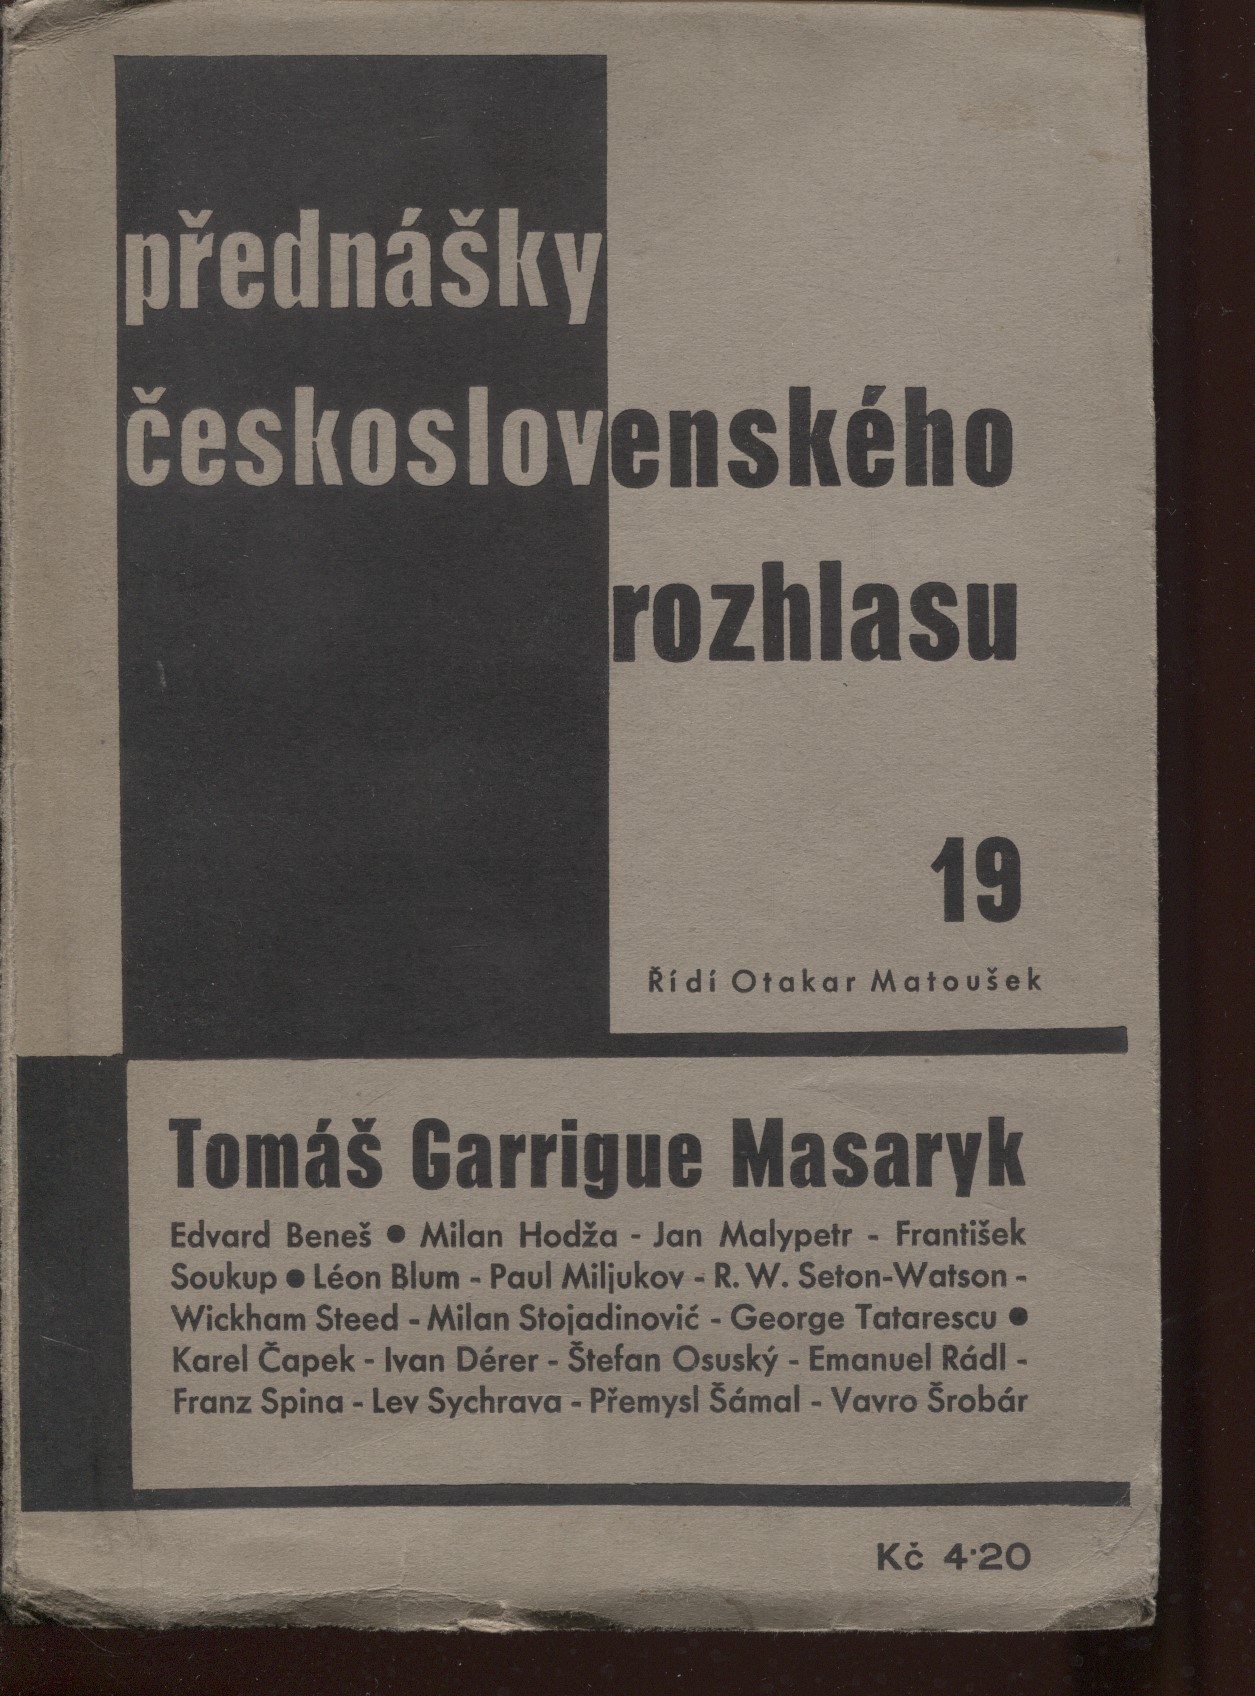 přednášky
československého
rozhlasu
19
Řídí Otakar Matoušek
Tomáš Garrigue Masaryk
Edvard Beneš ● Milan Hodža - Jan Malypetr - František
Soukup ● Léon Blum - Paul Miljukov - R. W. Seton-Watson -
Wickham Steed - Milan Stojadinović - George Tatarescu ●
Karel Čapek - Ivan Dérer - Štefan Osuský - Emanuel Rádl -
Franz Spina - Lev Sychrava - Přemysl Šámal - Vavro Šrobár
Kč 4·20